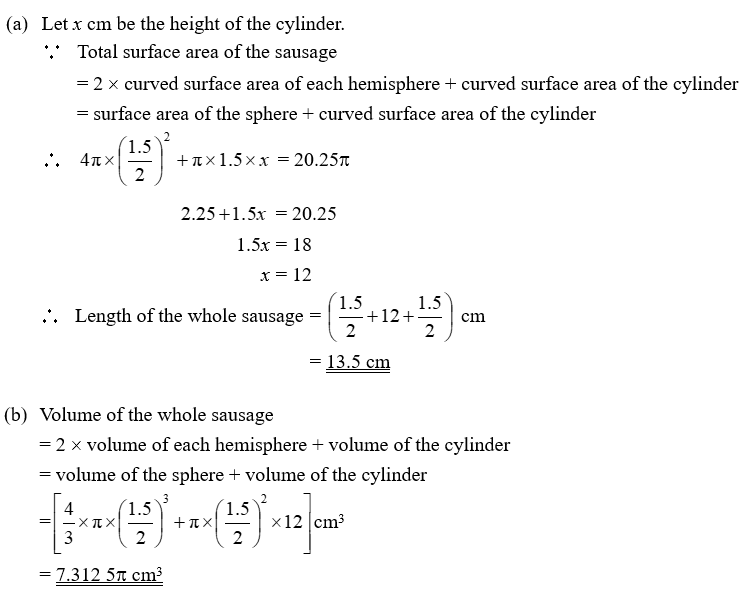 (a) Let x cm be the height of the cylinder.
∵ Total surface area of the sausage
= 2 × curved surface area of each hemisphere + curved surface area of the cylinder
= surface area of the sphere + curved surface area of the cylinder
∴ 4π × (1.5/2)² + π × 1.5 × x = 20.25π
2.25 + 1.5x = 20.25
1.5x = 18
x = 12
∴ Length of the whole sausage = (1.5/2 + 12 + 1.5/2) cm
= 13.5 cm
(b) Volume of the whole sausage
= 2 × volume of each hemisphere + volume of the cylinder
= volume of the sphere + volume of the cylinder
= [4/3 × π × (1.5/2)³ + π × (1.5/2)² × 12] cm³
= 7.312 5π cm³